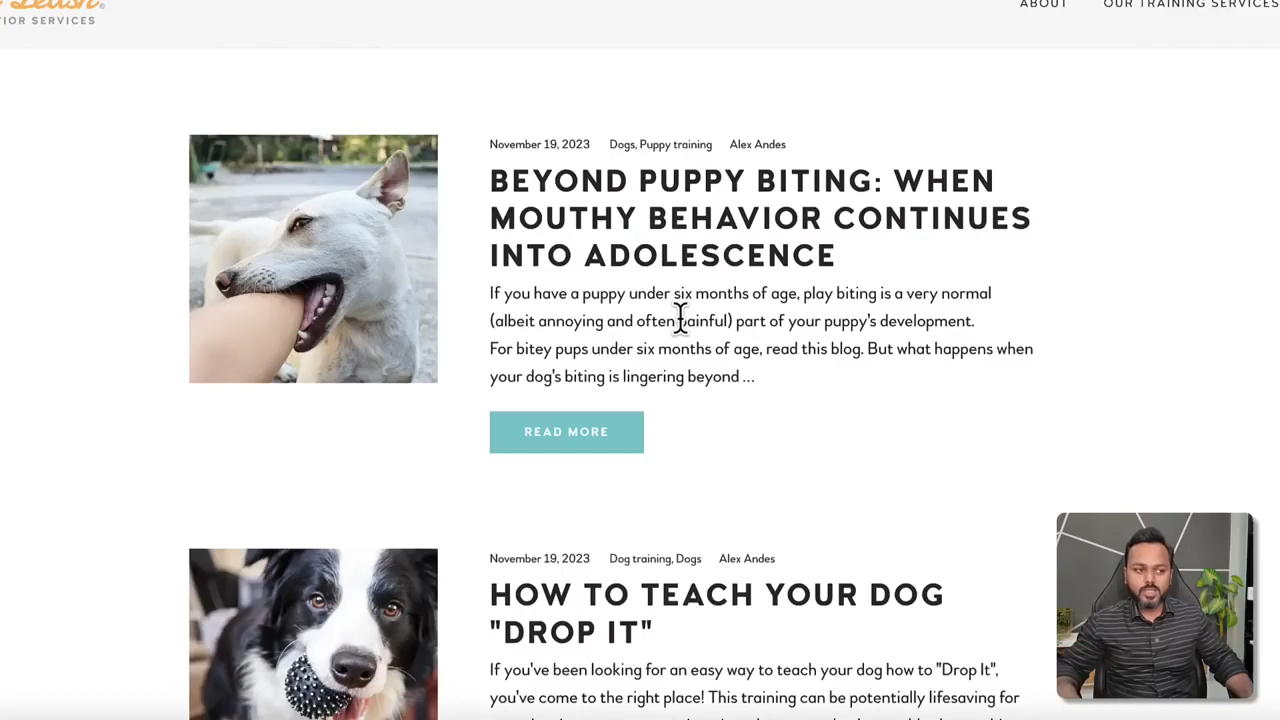 Leash®
IOR SERVICES
ABOUT OUR TRAINING SERVICES
November 19, 2023 Dogs, Puppy training Alex Andes
BEYOND PUPPY BITING: WHEN
MOUTHY BEHAVIOR CONTINUES
INTO ADOLESCENCE
If you have a puppy under six months of age, play biting is a very normal
(albeit annoying and often painful) part of your puppy's development.
For bitey pups under six months of age, read this blog. But what happens when
your dog's biting is lingering beyond ...
READ MORE
November 19, 2023 Dog training, Dogs Alex Andes
HOW TO TEACH YOUR DOG
"DROP IT"
If you've been looking for an easy way to teach your dog how to "Drop It",
you've come to the right place! This training can be potentially lifesaving for